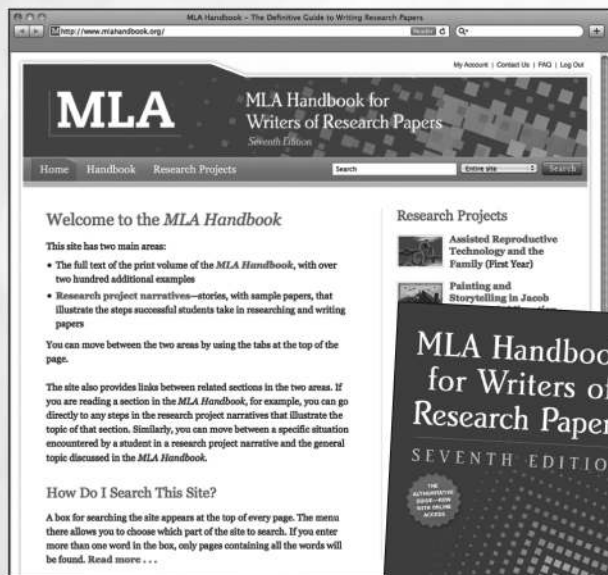 MLA Handbook – The Definitive Guide to Writing Research Papers
http://www.mlahandbook.org/
Reader
My Account | Contact Us | FAQ | Log Out
MLA
MLA Handbook for
Writers of Research Papers
Seventh Edition
Home Handbook Research Projects
Search Entire site Search
Welcome to the MLA Handbook
This site has two main areas:
• The full text of the print volume of the MLA Handbook, with over
two hundred additional examples
• Research project narratives—stories, with sample papers, that
illustrate the steps successful students take in researching and writing
papers
You can move between the two areas by using the tabs at the top of the
page.
The site also provides links between related sections in the two areas. If
you are reading a section in the MLA Handbook, for example, you can go
directly to any steps in the research project narratives that illustrate the
topic of that section. Similarly, you can move between a specific situation
encountered by a student in a research project narrative and the general
topic discussed in the MLA Handbook.
How Do I Search This Site?
A box for searching the site appears at the top of every page. The menu
there allows you to choose which part of the site to search. If you enter
more than one word in the box, only pages containing all the words will
be found. Read more . . .
Research Projects
Assisted Reproductive
Technology and the
Family (First Year)
Painting and
Storytelling in Jacob
MLA Handboo
for Writers o
Research Paper
SEVENTH EDITIO
THE
AUTHORITATIVE
GUIDE—NOW
WITH ONLINE
ACCESS